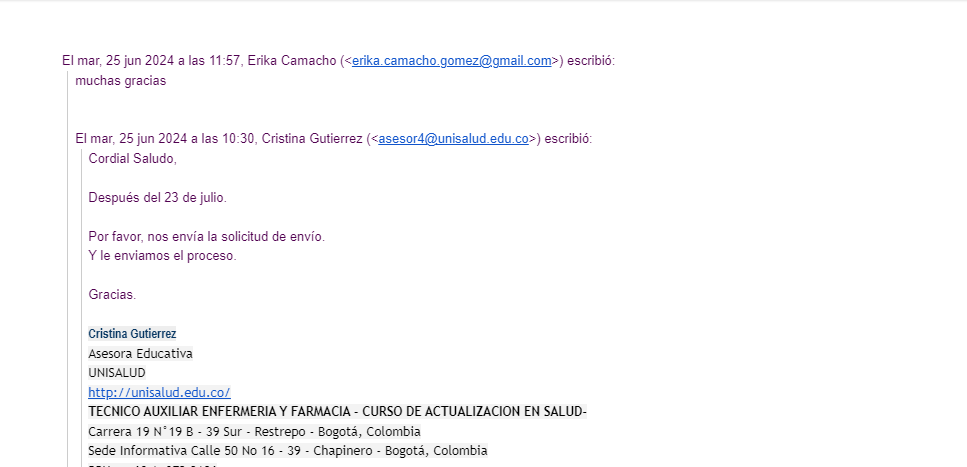 El mar, 25 jun 2024 a las 11:57, Erika Camacho (<erika.camacho.gomez@gmail.com>) escribió:
muchas gracias
El mar, 25 jun 2024 a las 10:30, Cristina Gutierrez (<asesor4@unisalud.edu.co>) escribió:
Cordial Saludo,
Después del 23 de julio.
Por favor, nos envía la solicitud de envío.
Y le enviamos el proceso.
Gracias.
Cristina Gutierrez
Asesora Educativa
UNISALUD
http://unisalud.edu.co/
TECNICO AUXILIAR ENFERMERIA Y FARMACIA - CURSO DE ACTUALIZACION EN SALUD-
Carrera 19 N°19 B - 39 Sur - Restrepo - Bogotá, Colombia
Sede Informativa Calle 50 No 16 - 39 - Chapinero - Bogotá, Colombia